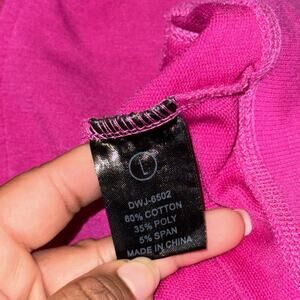 L
DWJ-6502
60% COTTON
35% POLY
5% SPAN
MADE IN CHINA